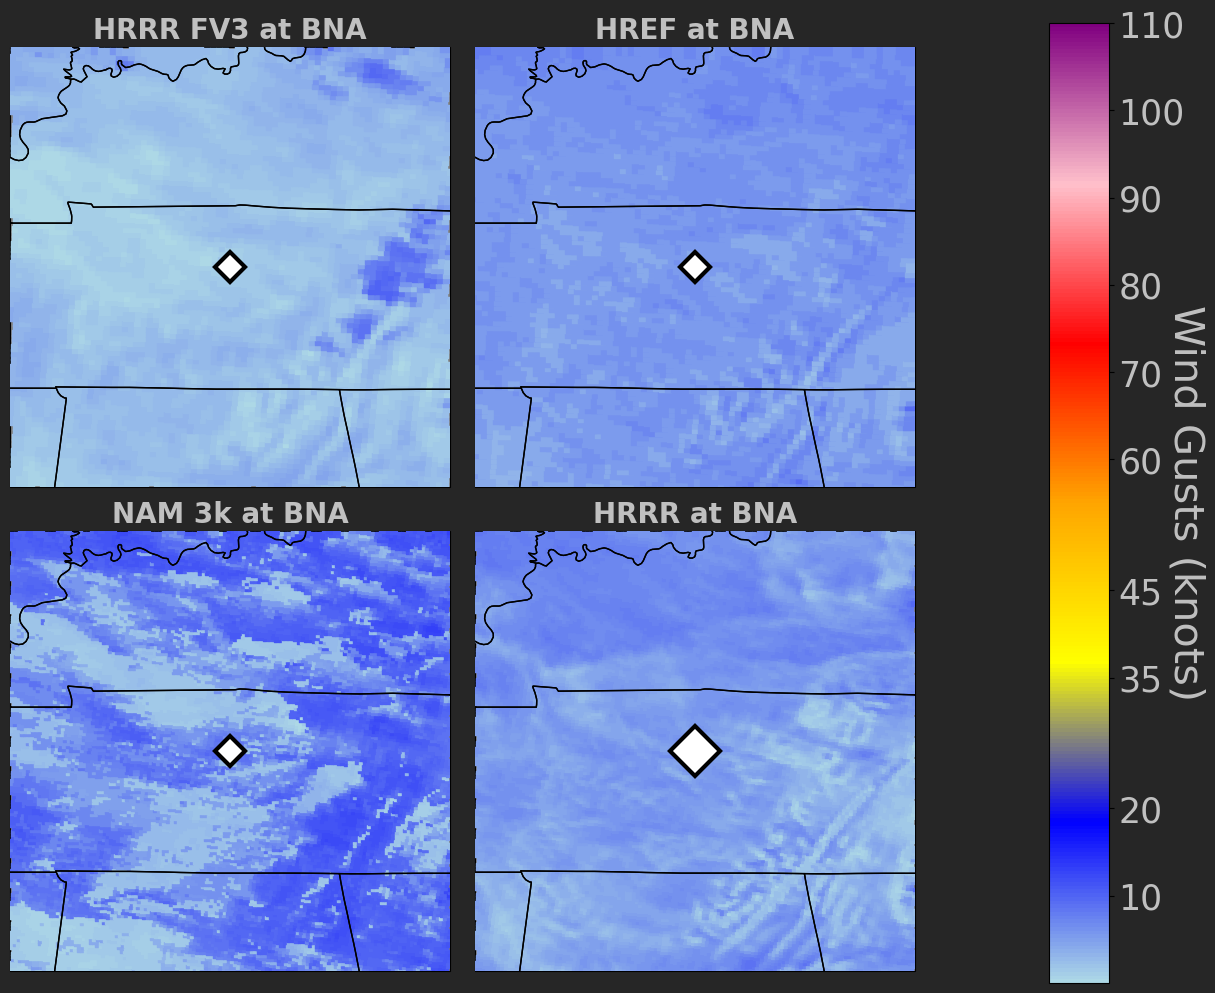 HRRR FV3 at BNA
HREF at BNA
NAM 3k at BNA
HRRR at BNA
110
100
90
80
70
60
45
35
20
10
Wind Gusts (knots)